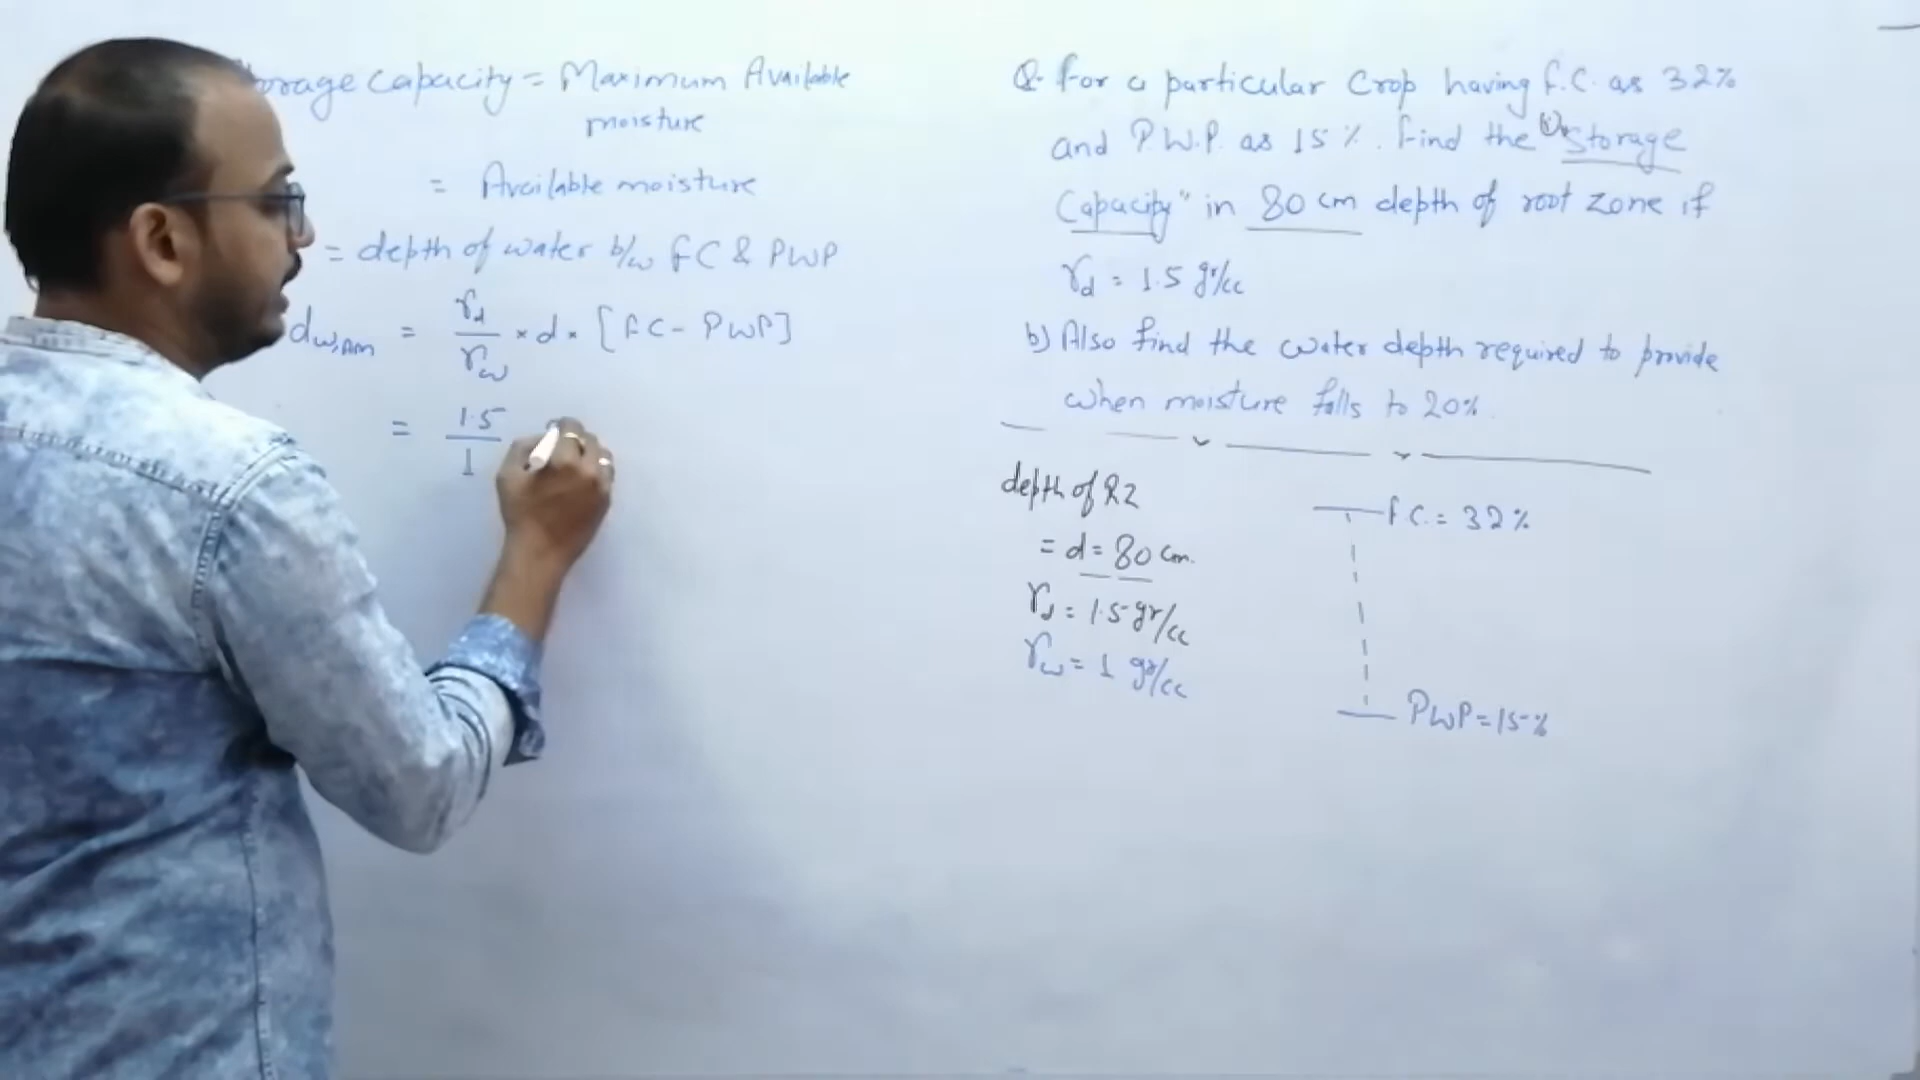 orage Capacity = Maximum Available
moisture
= Available moisture
= depth of water b/w FC & PWP
dw,AM = γd/γw × d × [FC - PWP]
= 1.5/1
Q. For a particular Crop having F.C. as 32%
and P.W.P. as 15%. Find the "Storage
Capacity" in 80 cm depth of root zone if
γd = 1.5 gr/cc
b) Also find the water depth required to provide
when moisture falls to 20%.
depth of RZ
= d = 80 cm.
γd = 1.5 gr/cc
γw = 1 gr/cc
F.C. = 32%
PWP = 15%